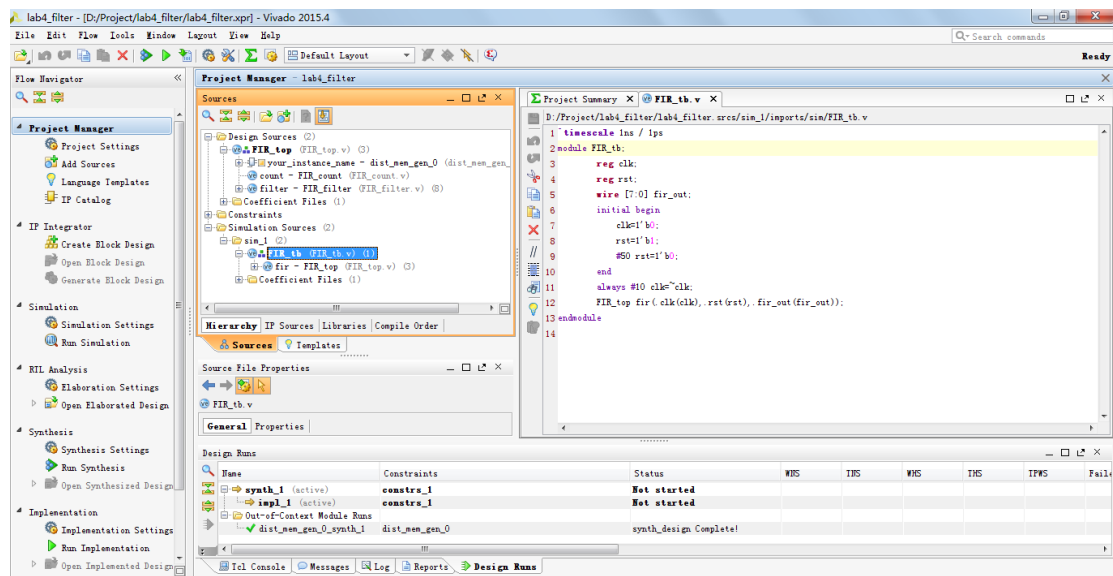 lab4_filter - [D:/Project/lab4_filter/lab4_filter.xpr] - Vivado 2015.4
File Edit Flow Tools Window Layout View Help
Search commands
Default Layout
Ready
Flow Navigator
Project Manager
Project Settings
Add Sources
Language Templates
IP Catalog
IP Integrator
Create Block Design
Open Block Design
Generate Block Design
Simulation
Simulation Settings
Run Simulation
RTL Analysis
Elaboration Settings
Open Elaborated Design
Synthesis
Synthesis Settings
Run Synthesis
Open Synthesized Design
Implementation
Implementation Settings
Run Implementation
Open Implemented Design
Project Manager - lab4_filter
Sources
Design Sources (2)
FIR_top (FIR_top.v) (3)
your_instance_name - dist_mem_gen_0 (dist_mem_gen_
count - FIR_count (FIR_count.v)
filter - FIR_filter (FIR_filter.v) (8)
Coefficient Files (1)
Constraints
Simulation Sources (2)
sim_1 (2)
FIR_tb (FIR_tb.v) (1)
fir - FIR_top (FIR_top.v) (3)
Coefficient Files (1)
Hierarchy IP Sources Libraries Compile Order
Sources Templates
Source File Properties
FIR_tb.v
General Properties
Project Summary FIR_tb.v
D:/Project/lab4_filter/lab4_filter.srcs/sim_1/imports/sim/FIR_tb.v
1 `timescale 1ns / 1ps
2 module FIR_tb;
3 reg clk;
4 reg rst;
5 wire [7:0] fir_out;
6 initial begin
7 clk=1'b0;
8 rst=1'b1;
9 #50 rst=1'b0;
10 end
11 always #10 clk=~clk;
12 FIR_top fir(.clk(clk),.rst(rst),.fir_out(fir_out));
13 endmodule
14
Design Runs
Name Constraints Status WNS TNS WHS THS TPWS Faile
synth_1 (active) constrs_1 Not started
impl_1 (active) constrs_1 Not started
Out-of-Context Module Runs
dist_mem_gen_0_synth_1 dist_mem_gen_0 synth_design Complete!
Tcl Console Messages Log Reports Design Runs